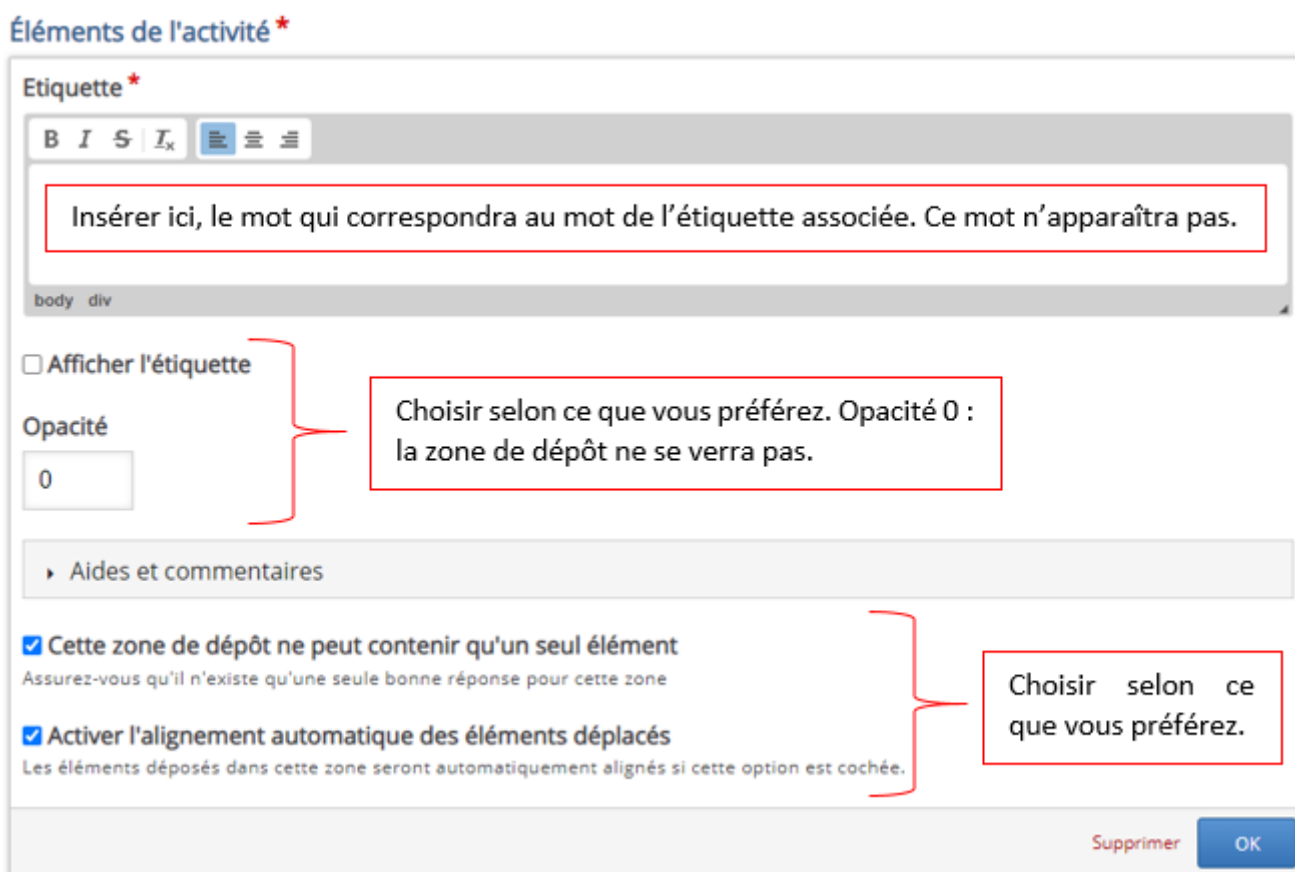 Éléments de l'activité *
Etiquette *
B I S Ix
Insérer ici, le mot qui correspondra au mot de l’étiquette associée. Ce mot n’apparaîtra pas.
body div
Afficher l'étiquette
Opacité
0
Choisir selon ce que vous préférez. Opacité 0 :
la zone de dépôt ne se verra pas.
Aides et commentaires
Cette zone de dépôt ne peut contenir qu'un seul élément
Assurez-vous qu'il n'existe qu'une seule bonne réponse pour cette zone
Activer l'alignement automatique des éléments déplacés
Les éléments déposés dans cette zone seront automatiquement alignés si cette option est cochée.
Choisir selon ce
que vous préférez.
Supprimer OK